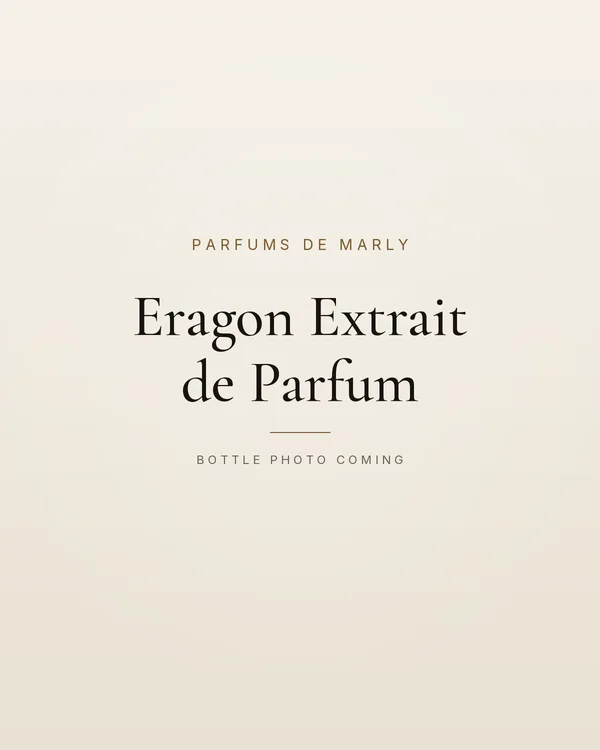 PARFUMS DE MARLY
Eragon Extrait
de Parfum
BOTTLE PHOTO COMING